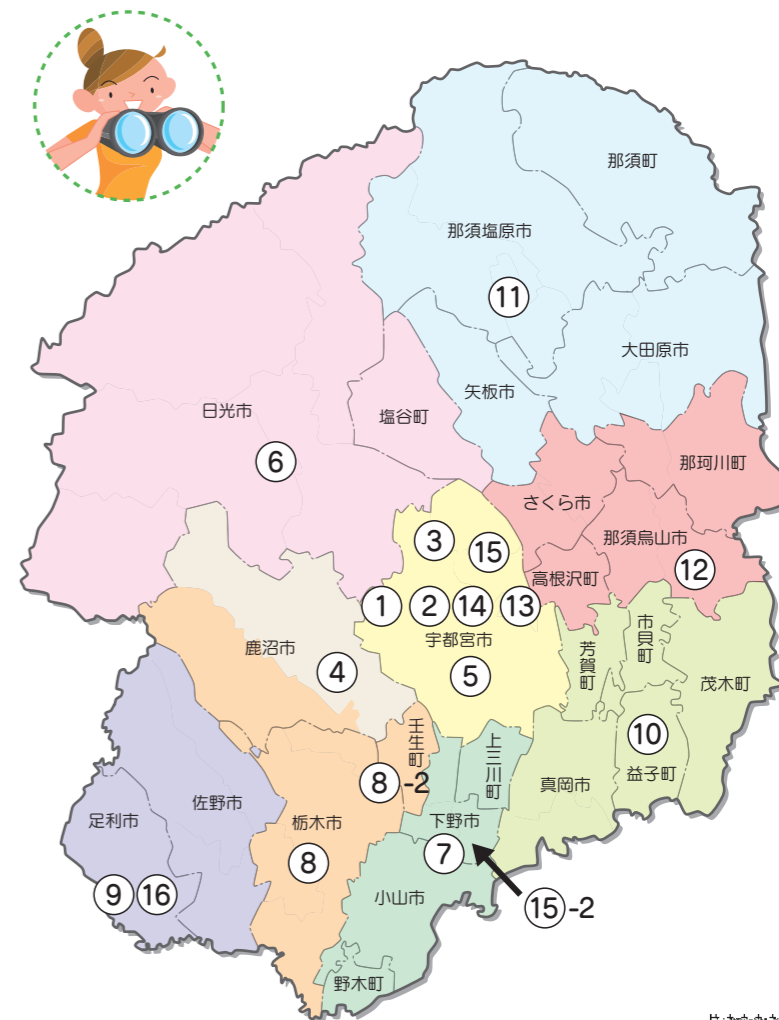 那須町
那須塩原市
⑪
大田原市
矢板市
塩谷町
日光市
⑥
那珂川町
さくら市
那須烏山市
⑫
高根沢町
③
⑮
①
②
⑭
⑬
宇都宮市
⑤
鹿沼市
④
芳賀町
市貝町
茂木町
⑩
益子町
真岡市
上三川町
壬生町
⑧-2
下野市
⑦
⑮-2
栃木市
⑧
佐野市
足利市
⑨
⑯
小山市
野木町